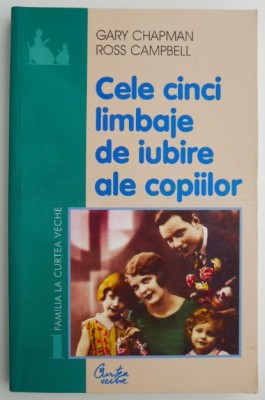 GARY CHAPMAN
ROSS CAMPBELL
Cele cinci
limbaje
de iubire
ale copiilor
FAMILIA LA CURTEA VECHE
Curtea
veche